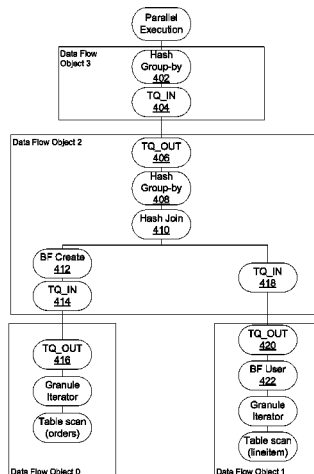 Parallel
Execution
Data Flow
Object 3
Hash
Group-by
402
TQ_IN
404
Data Flow Object 2
TQ_OUT
406
Hash
Group-by
408
Hash Join
410
BF Create
412
TQ_IN
414
TQ_IN
418
TQ_OUT
416
Granule
Iterator
Table scan
(orders)
Data Flow Object 0
TQ_OUT
420
BF User
422
Granule
Iterator
Table scan
(lineitem)
Data Flow Object 1